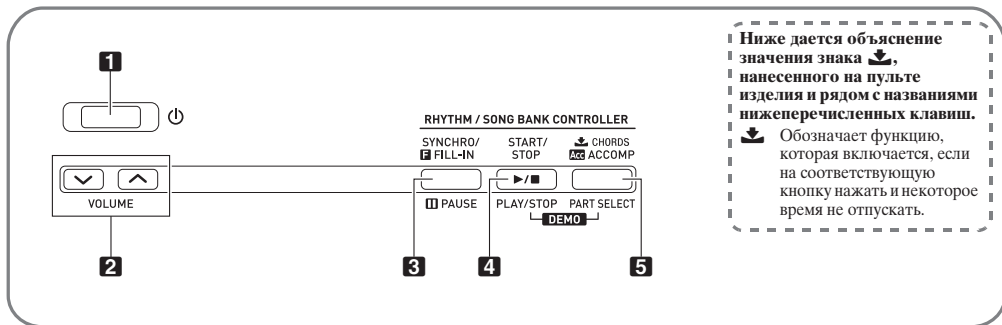 1
RHYTHM / SONG BANK CONTROLLER
SYNCHRO/
F FILL-IN
START/
STOP
CHORDS
Acc ACCOMP
VOLUME
PAUSE
PLAY/STOP
PART SELECT
DEMO
2
3
4
5
Ниже дается объяснение
значения знака ,
нанесенного на пульте
изделия и рядом с названиями
нижеперечисленных клавиш.
Обозначает функцию,
которая включается, если
на соответствующую
кнопку нажать и некоторое
время не отпускать.